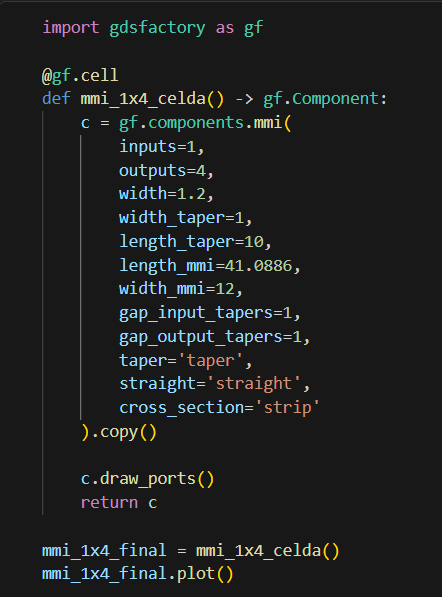 import gdsfactory as gf
@gf.cell
def mmi_1x4_celda() -> gf.Component:
    c = gf.components.mmi(
        inputs=1,
        outputs=4,
        width=1.2,
        width_taper=1,
        length_taper=10,
        length_mmi=41.0886,
        width_mmi=12,
        gap_input_tapers=1,
        gap_output_tapers=1,
        taper='taper',
        straight='straight',
        cross_section='strip'
    ).copy()
    c.draw_ports()
    return c
mmi_1x4_final = mmi_1x4_celda()
mmi_1x4_final.plot()